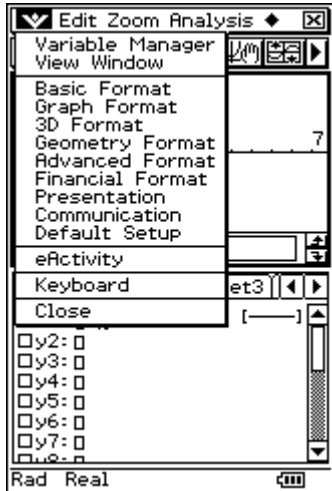 Edit Zoom Analysis ◆
Variable Manager
View Window
Basic Format
Graph Format
3D Format
Geometry Format
Advanced Format
Financial Format
Presentation
Communication
Default Setup
eActivity
Keyboard
Close
7
et3
y2:
y3:
y4:
y5:
y6:
y7:
Rad Real